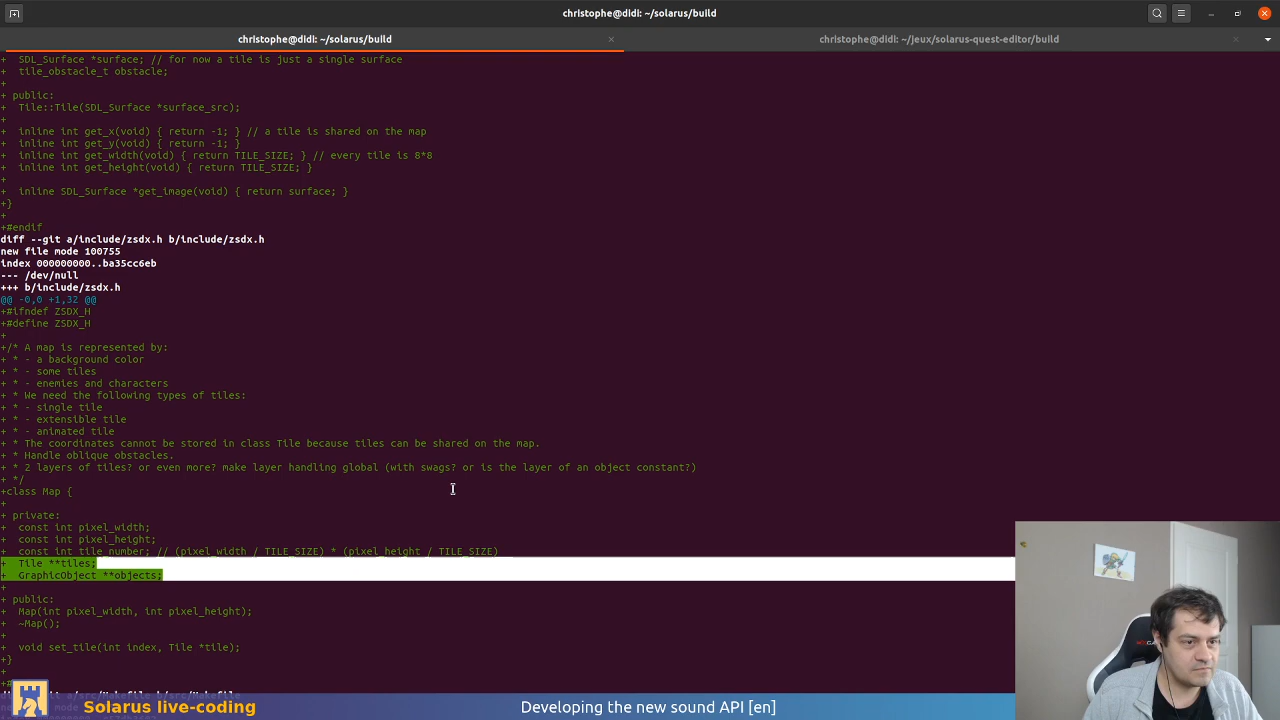 christophe@didi: ~/solarus/build
christophe@didi: ~/solarus/build
christophe@didi: ~/jeux/solarus-quest-editor/build
+  SDL_Surface *surface; // for now a tile is just a single surface
+  tile_obstacle_t obstacle;
+
+ public:
+  Tile::Tile(SDL_Surface *surface_src);
+
+  inline int get_x(void) { return -1; } // a tile is shared on the map
+  inline int get_y(void) { return -1; }
+  inline int get_width(void) { return TILE_SIZE; } // every tile is 8*8
+  inline int get_height(void) { return TILE_SIZE; }
+
+  inline SDL_Surface *get_image(void) { return surface; }
+}
+
+#endif
diff --git a/include/zsdx.h b/include/zsdx.h
new file mode 100755
index 000000000..ba35cc6eb
--- /dev/null
+++ b/include/zsdx.h
@@ -0,0 +1,32 @@
+#ifndef ZSDX_H
+#define ZSDX_H
+
+/* A map is represented by:
+ * - a background color
+ * - some tiles
+ * - enemies and characters
+ * We need the following types of tiles:
+ * - single tile
+ * - extensible tile
+ * - animated tile
+ * The coordinates cannot be stored in class Tile because tiles can be shared on the map.
+ * Handle oblique obstacles.
+ * 2 layers of tiles? or even more? make layer handling global (with swags? or is the layer of an object constant?)
+ */
+class Map {
+
+ private:
+  const int pixel_width;
+  const int pixel_height;
+  const int tile_number; // (pixel_width / TILE_SIZE) * (pixel_height / TILE_SIZE)
+  Tile **tiles;
+  GraphicObject **objects;
+
+ public:
+  Map(int pixel_width, int pixel_height);
+  ~Map();
+
+  void set_tile(int index, Tile *tile);
+}
+
Solarus live-coding
Developing the new sound API [en]